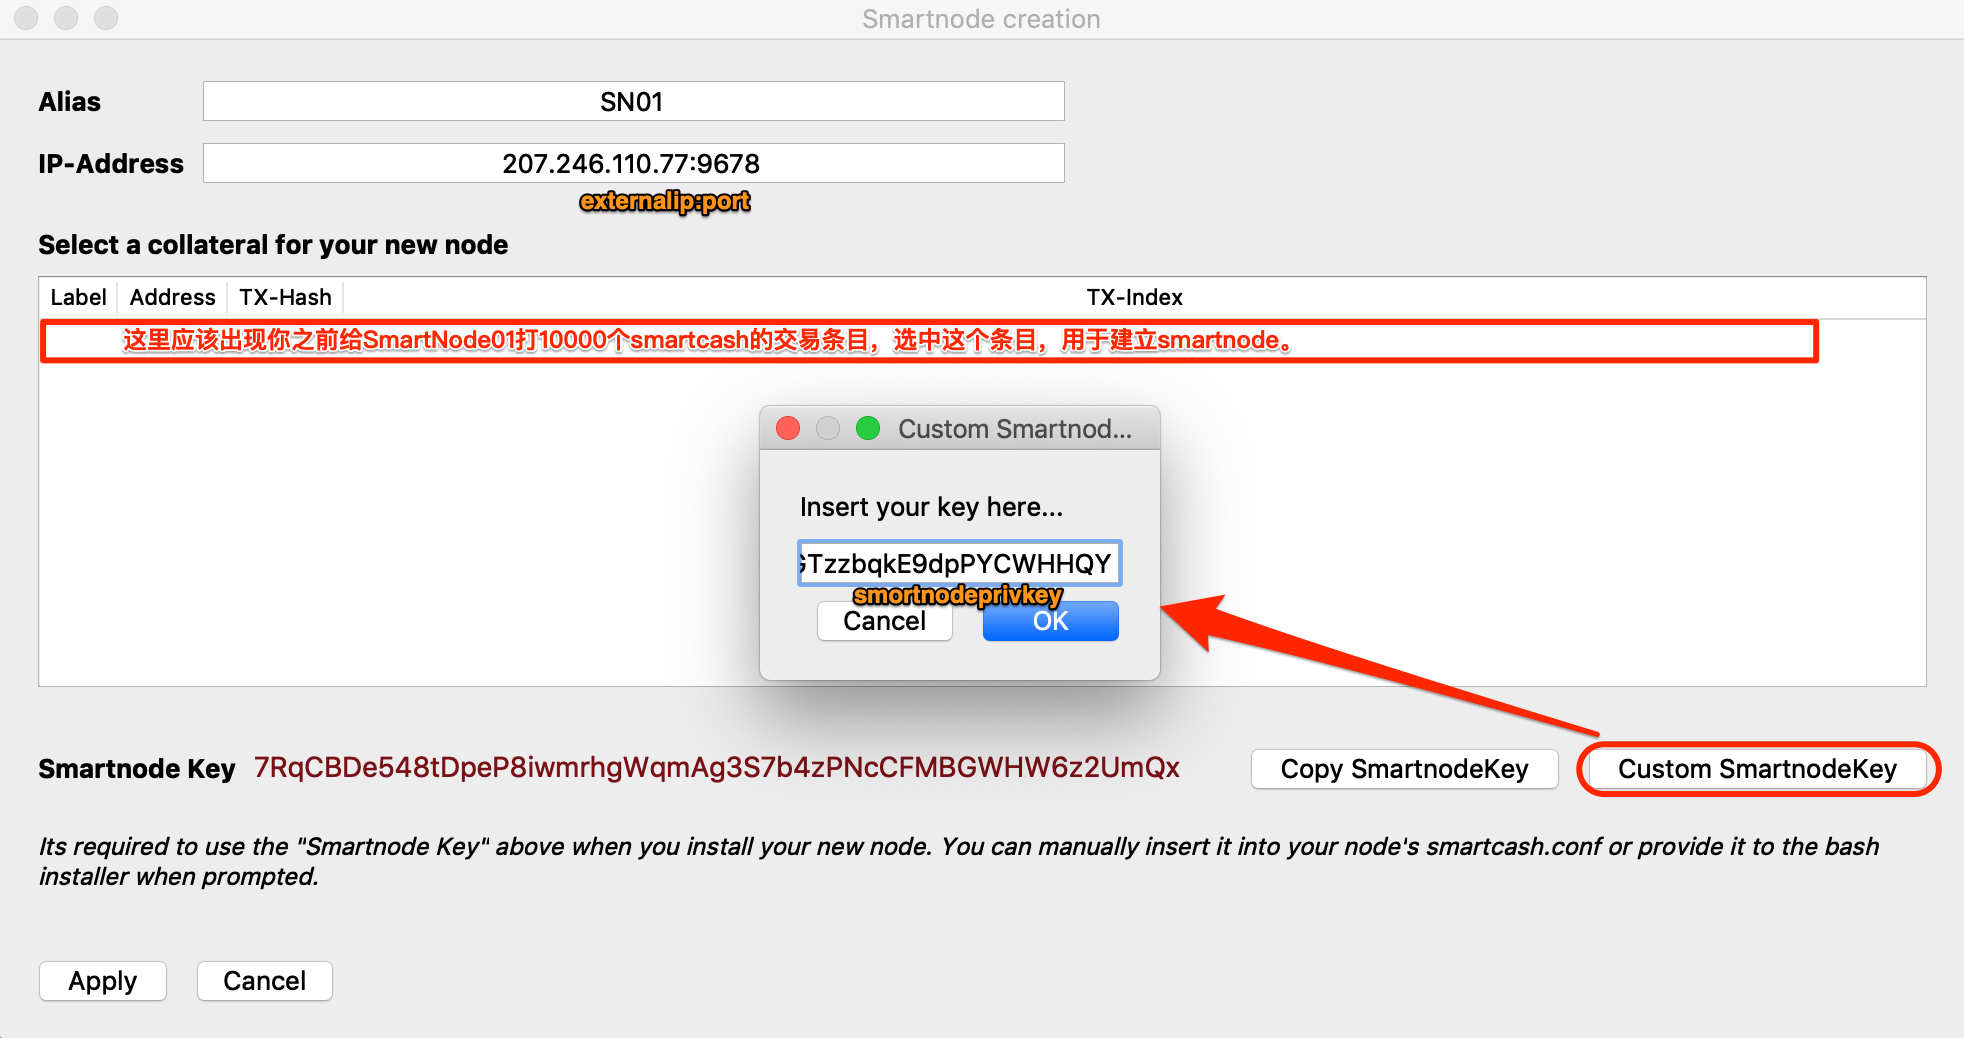 Smartnode creation
Alias
SN01
IP-Address
207.246.110.77:9678
externalip:port
Select a collateral for your new node
Label Address TX-Hash TX-Index
这里应该出现你之前给SmartNode01打10000个smartcash的交易条目，选中这个条目，用于建立smartnode。
Custom Smartnod...
Insert your key here...
GTzzbqkE9dpPYCWHHQY
smortnodeprivkey
Cancel OK
Smartnode Key 7RqCBDe548tDpeP8iwmrhgWqmAg3S7b4zPNcCFMBGWHW6z2UmQx Copy SmartnodeKey Custom SmartnodeKey
Its required to use the "Smartnode Key" above when you install your new node. You can manually insert it into your node's smartcash.conf or provide it to the bash
installer when prompted.
Apply Cancel